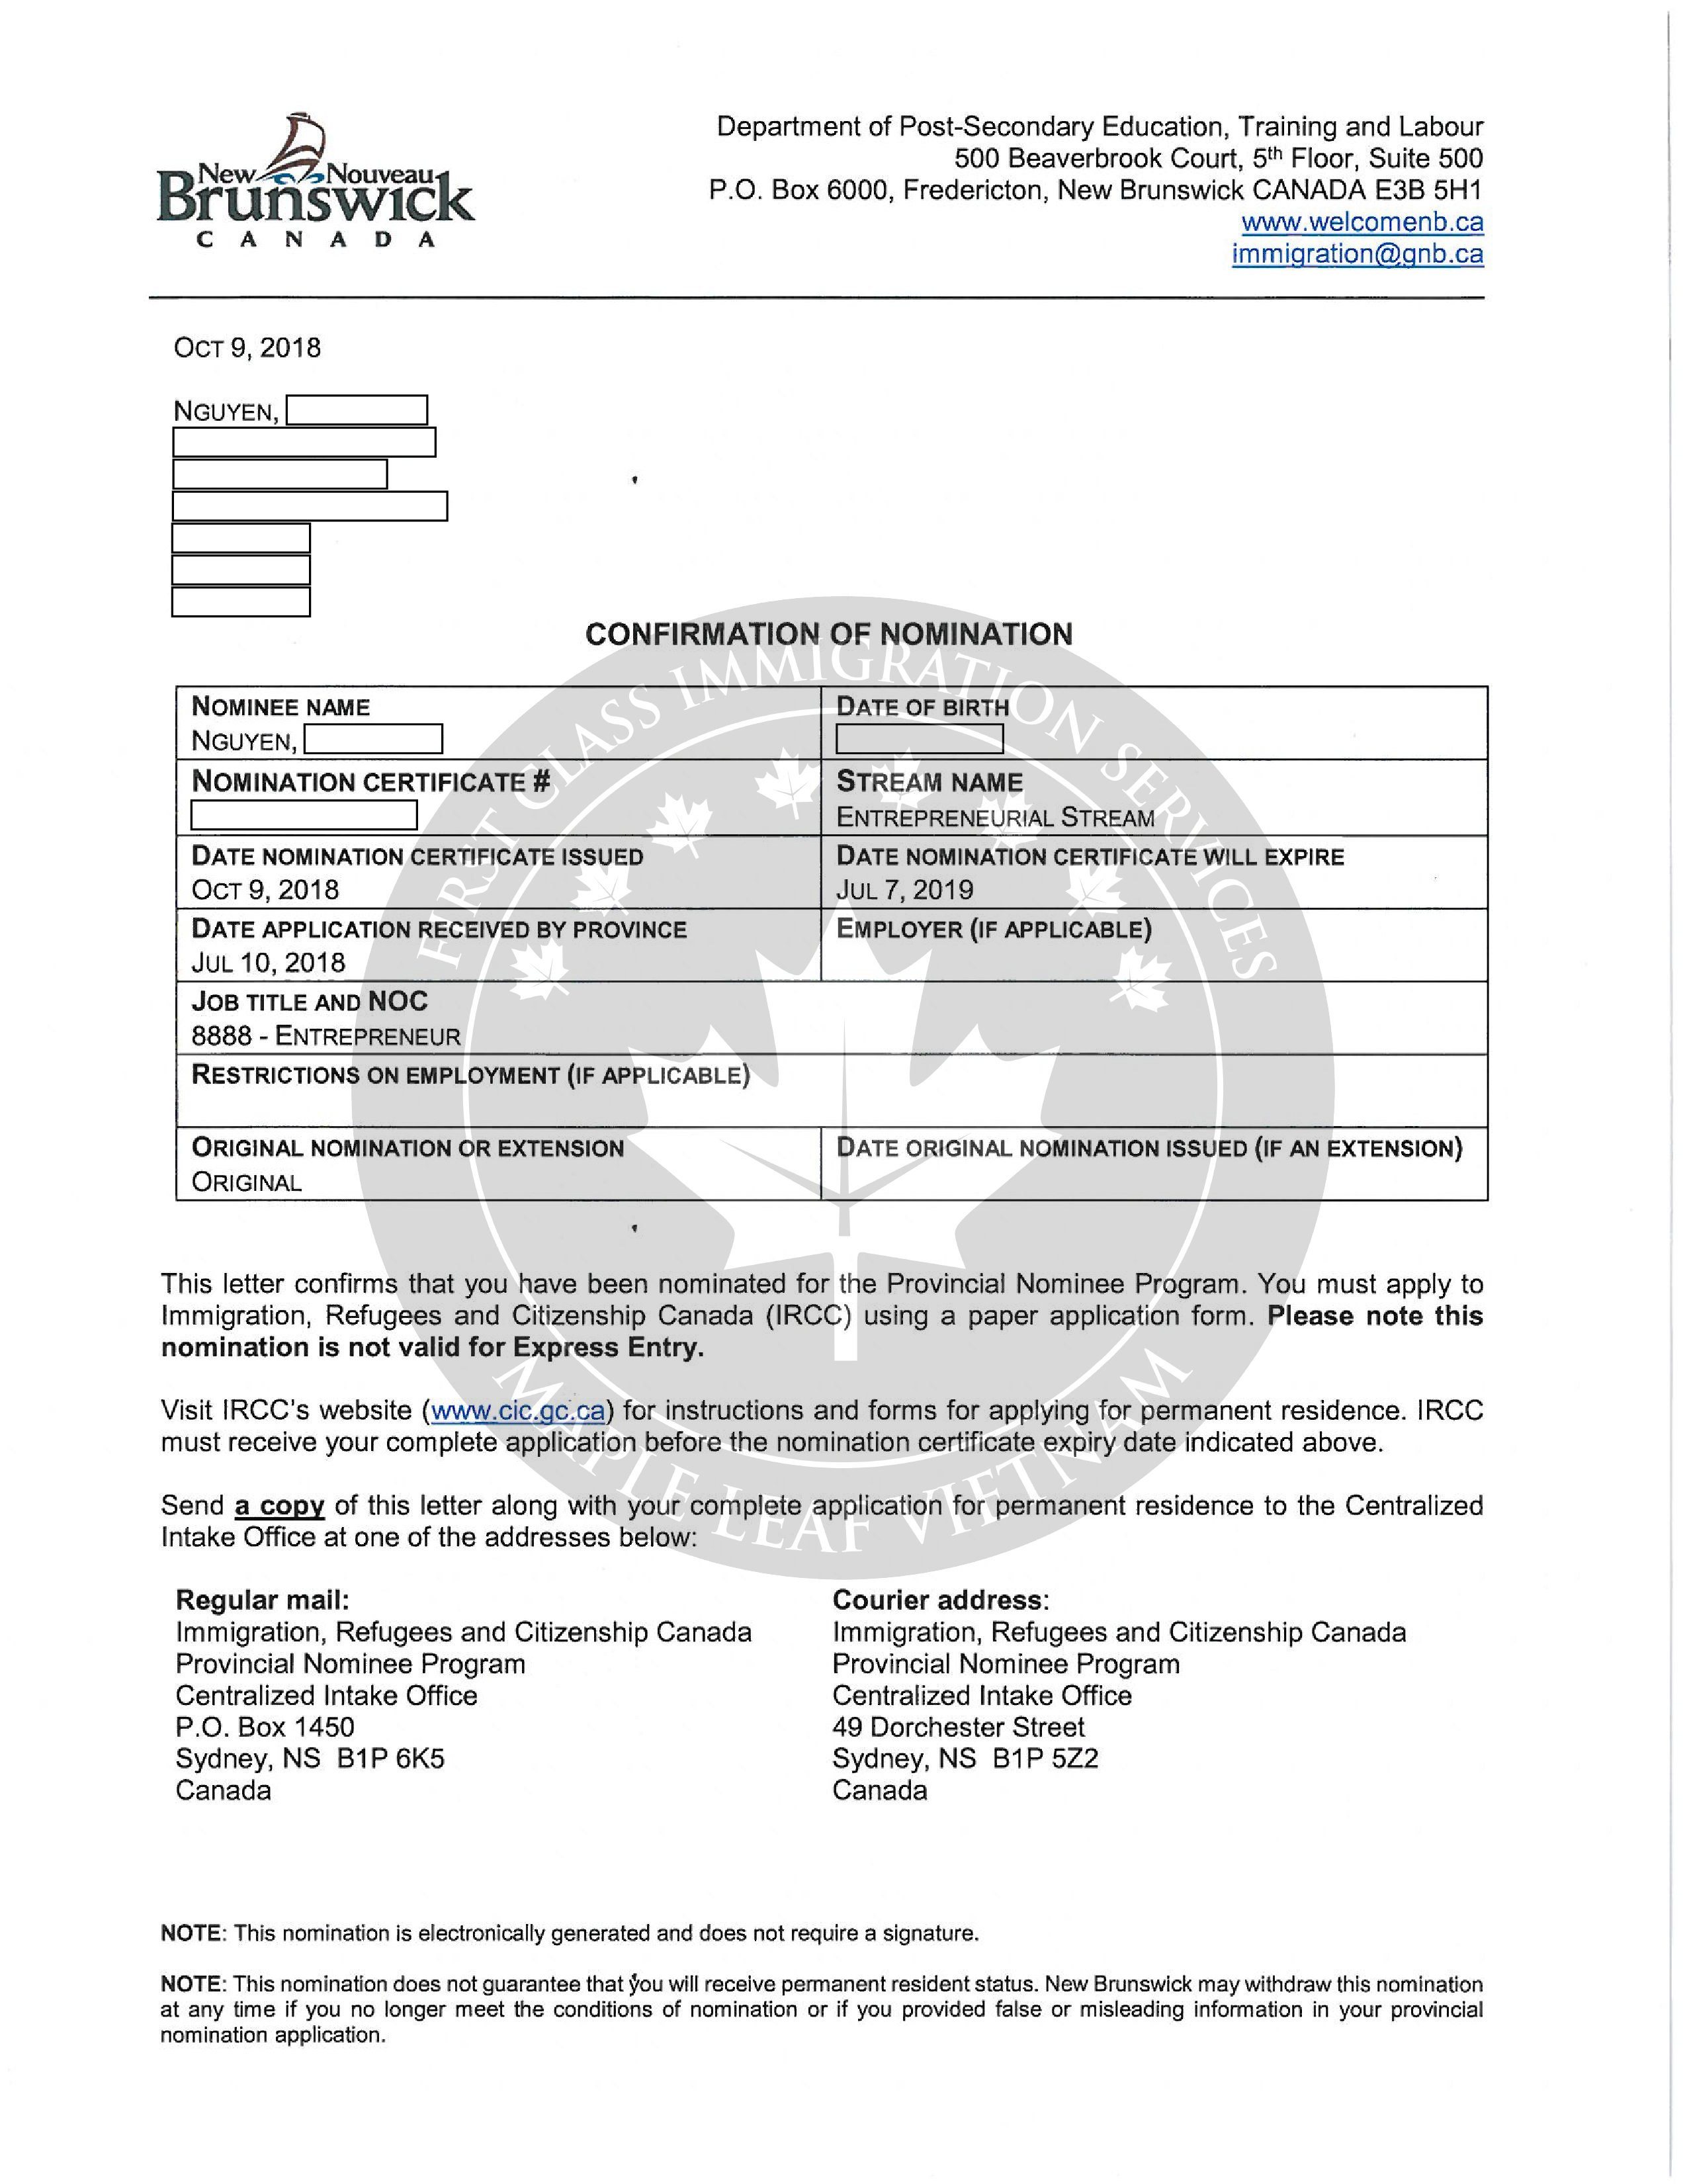 New Nouveau
Brunswick
CANADA
Department of Post-Secondary Education, Training and Labour
500 Beaverbrook Court, 5th Floor, Suite 500
P.O. Box 6000, Fredericton, New Brunswick CANADA E3B 5H1
www.welcomenb.ca
immigration@gnb.ca
OCT 9, 2018
NGUYEN,
CONFIRMATION OF NOMINATION
NOMINEE NAME
NGUYEN,
DATE OF BIRTH
NOMINATION CERTIFICATE #
STREAM NAME
ENTREPRENEURIAL STREAM
DATE NOMINATION CERTIFICATE ISSUED
OCT 9, 2018
DATE NOMINATION CERTIFICATE WILL EXPIRE
JUL 7, 2019
DATE APPLICATION RECEIVED BY PROVINCE
JUL 10, 2018
EMPLOYER (IF APPLICABLE)
JOB TITLE AND NOC
8888 - ENTREPRENEUR
RESTRICTIONS ON EMPLOYMENT (IF APPLICABLE)
ORIGINAL NOMINATION OR EXTENSION
ORIGINAL
DATE ORIGINAL NOMINATION ISSUED (IF AN EXTENSION)
This letter confirms that you have been nominated for the Provincial Nominee Program. You must apply to
Immigration, Refugees and Citizenship Canada (IRCC) using a paper application form. Please note this
nomination is not valid for Express Entry.
Visit IRCC's website (www.cic.gc.ca) for instructions and forms for applying for permanent residence. IRCC
must receive your complete application before the nomination certificate expiry date indicated above.
Send a copy of this letter along with your complete application for permanent residence to the Centralized
Intake Office at one of the addresses below:
Regular mail:
Immigration, Refugees and Citizenship Canada
Provincial Nominee Program
Centralized Intake Office
P.O. Box 1450
Sydney, NS B1P 6K5
Canada
Courier address:
Immigration, Refugees and Citizenship Canada
Provincial Nominee Program
Centralized Intake Office
49 Dorchester Street
Sydney, NS B1P 5Z2
Canada
NOTE: This nomination is electronically generated and does not require a signature.
NOTE: This nomination does not guarantee that you will receive permanent resident status. New Brunswick may withdraw this nomination
at any time if you no longer meet the conditions of nomination or if you provided false or misleading information in your provincial
nomination application.
FIRST CLASS IMMIGRATION SERVICES
MAPLE LEAF VIETNAM